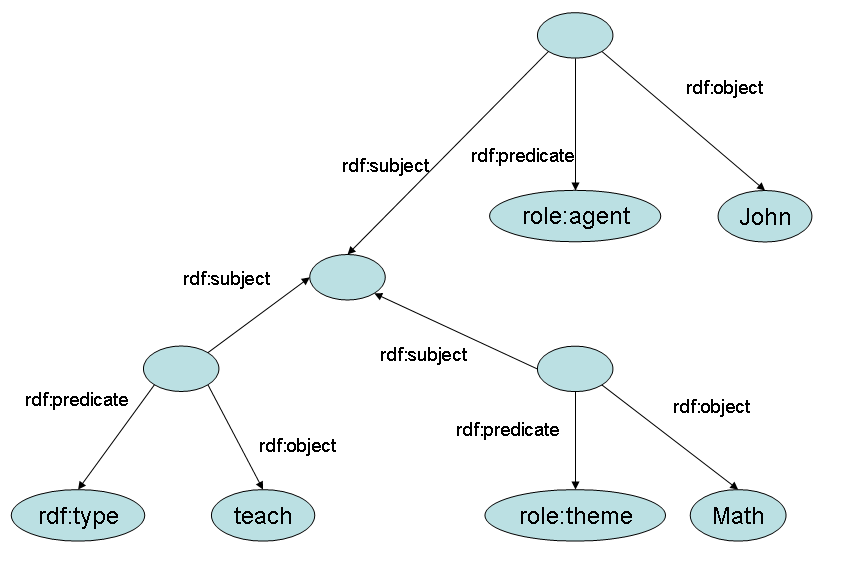 rdf:object
rdf:subject
rdf:predicate
role:agent
John
rdf:subject
rdf:subject
rdf:predicate
rdf:object
rdf:predicate
rdf:object
rdf:type
teach
role:theme
Math